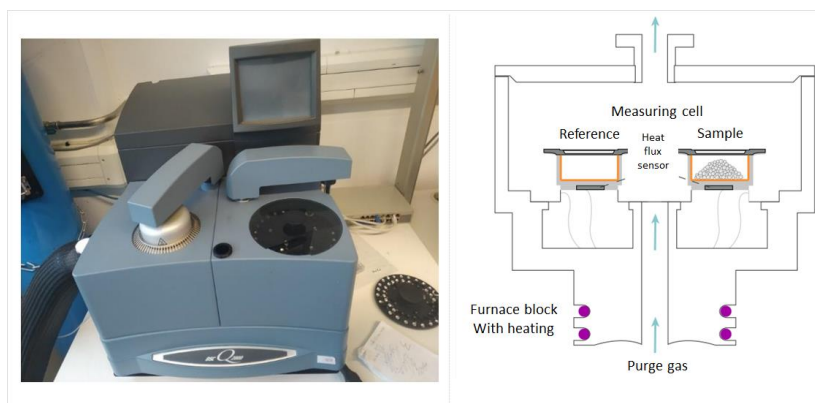 Q
Measuring cell
Reference
Sample
Heat
flux
sensor
Furnace block
With heating
Purge gas